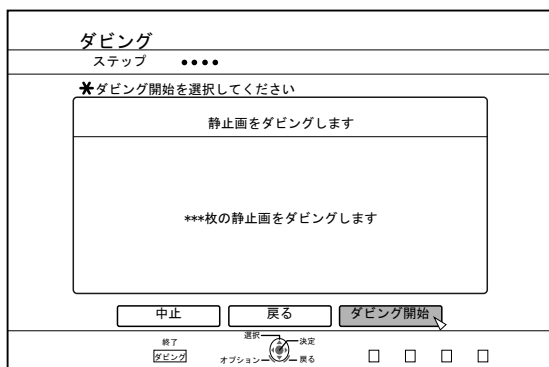 ダビング
ステップ ●●●●
✱ダビング開始を選択してください
静止画をダビングします
***枚の静止画をダビングします
中止 戻る ダビング開始
終了
ダビング
選択 決定
オプション 戻る